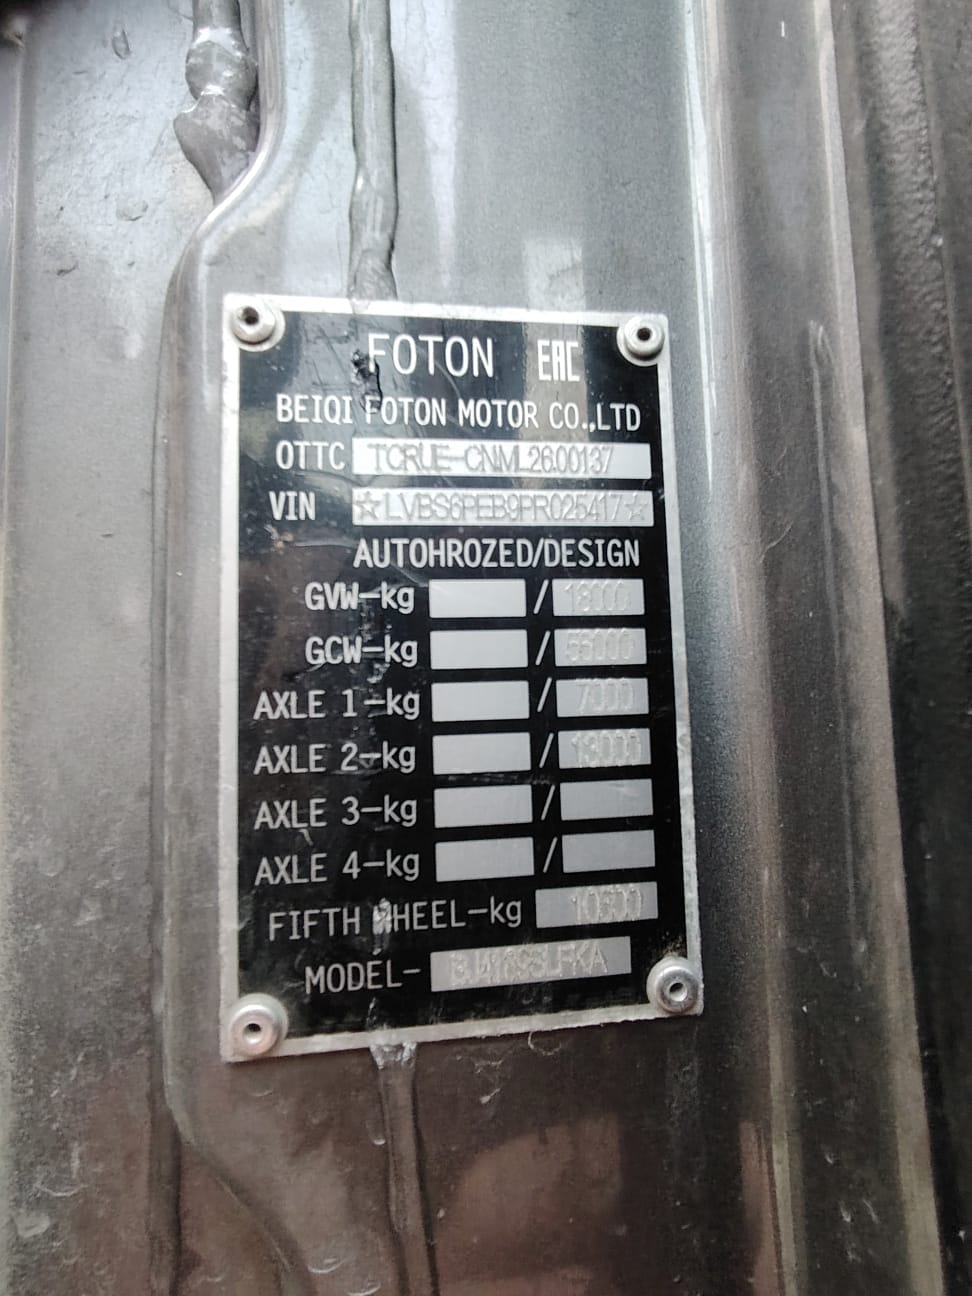 FOTON EAC
BEIQI FOTON MOTOR CO.,LTD
OTTC TCRUE-CNML26.00137
VIN ☆LVBS6PEB9PR025417☆
AUTOHROZED/DESIGN
GVW-kg / 18000
GCW-kg /
AXLE 1-kg / 7000
AXLE 2-kg / 13000
AXLE 3-kg /
AXLE 4-kg /
FIFTH WHEEL-kg
MODEL-